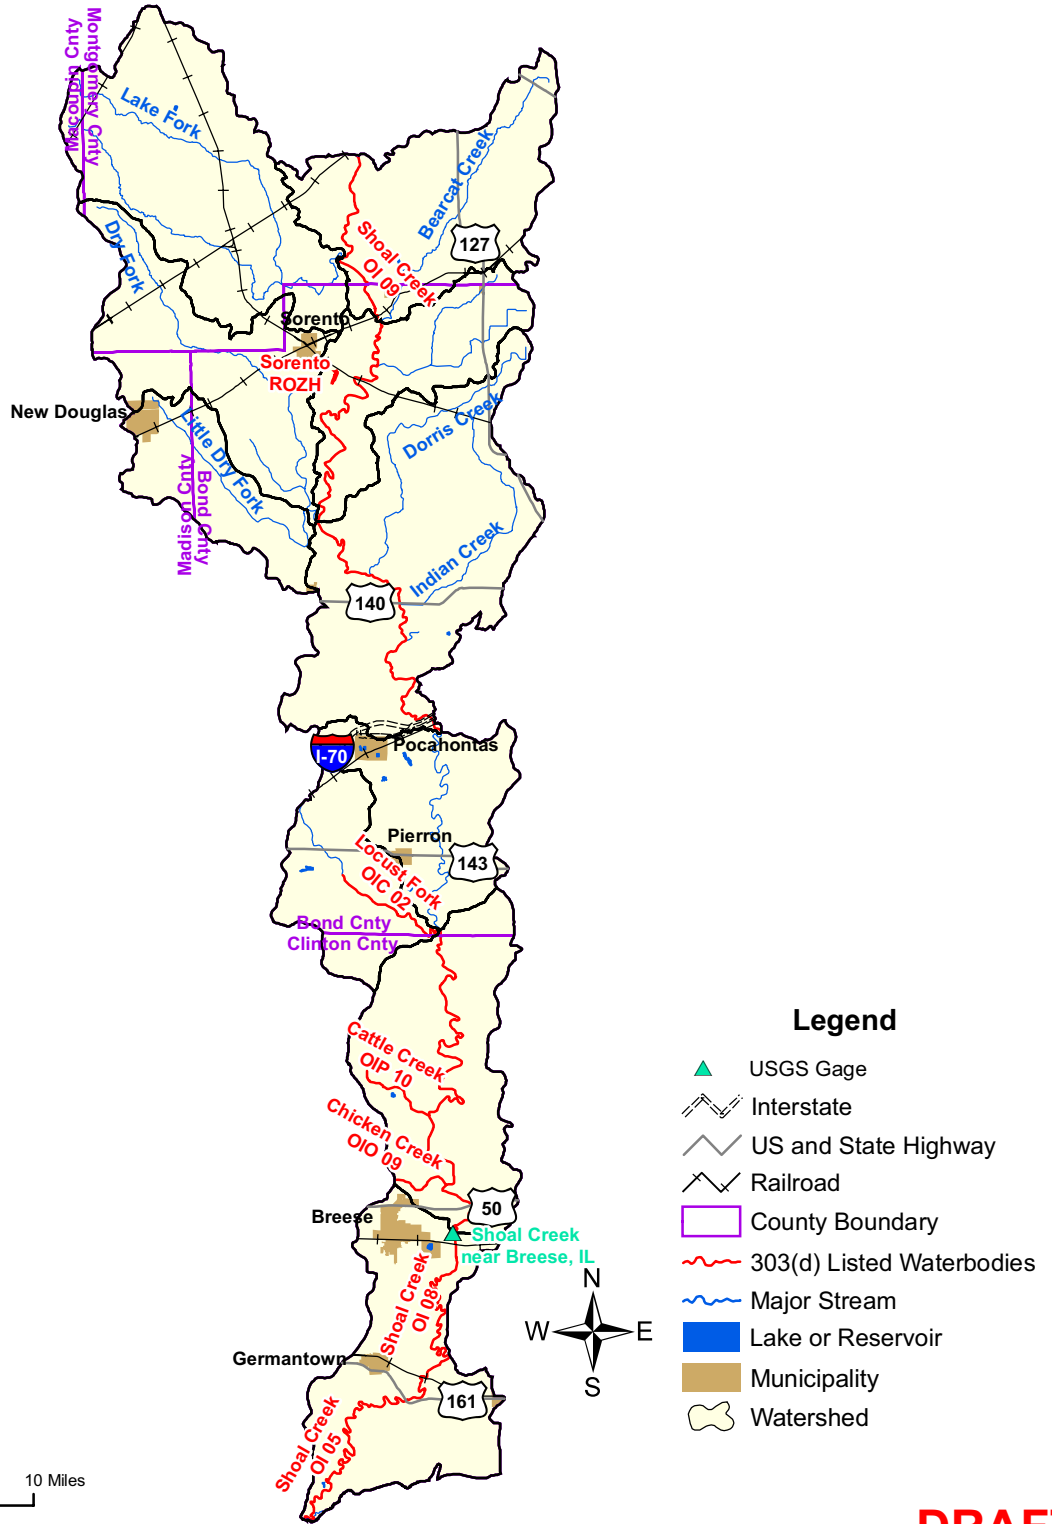 Macoupin Cnty
Montgomery Cnty
Lake Fork
Bearcat Creek
127
Dry Fork
Shoal Creek
OI 09
Sorento
Sorento
ROZH
New Douglas
Little Dry Fork
Dorris Creek
Madison Cnty
Bond Cnty
Indian Creek
140
I-70
Pocahontas
Pierron
143
Locust Fork
OIC 02
Bond Cnty
Clinton Cnty
Cattle Creek
OIP 10
Chicken Creek
OIO 09
50
Breese
Shoal Creek
near Breese, IL
Shoal Creek
OI 08
Germantown
161
Shoal Creek
OI 05
N
W
E
S
Legend
USGS Gage
Interstate
US and State Highway
Railroad
County Boundary
303(d) Listed Waterbodies
Major Stream
Lake or Reservoir
Municipality
Watershed
10 Miles